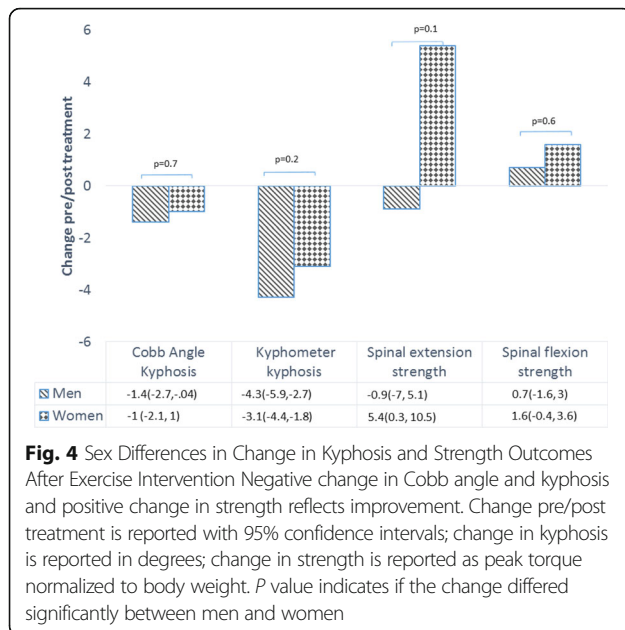 6
p=0.1
4
p=0.6
2
p=0.7
p=0.2
0
-2
-4
-6
Change pre/post treatment
Cobb Angle Kyphosis
Kyphometer kyphosis
Spinal extension strength
Spinal flexion strength
Men -1.4(-2.7,-.04) -4.3(-5.9,-2.7) -0.9(-7, 5.1) 0.7(-1.6, 3)
Women -1 (-2.1, 1) -3.1(-4.4,-1.8) 5.4(0.3, 10.5) 1.6(-0.4, 3.6)
Fig. 4 Sex Differences in Change in Kyphosis and Strength Outcomes
After Exercise Intervention Negative change in Cobb angle and kyphosis
and positive change in strength reflects improvement. Change pre/post
treatment is reported with 95% confidence intervals; change in kyphosis
is reported in degrees; change in strength is reported as peak torque
normalized to body weight. P value indicates if the change differed
significantly between men and women